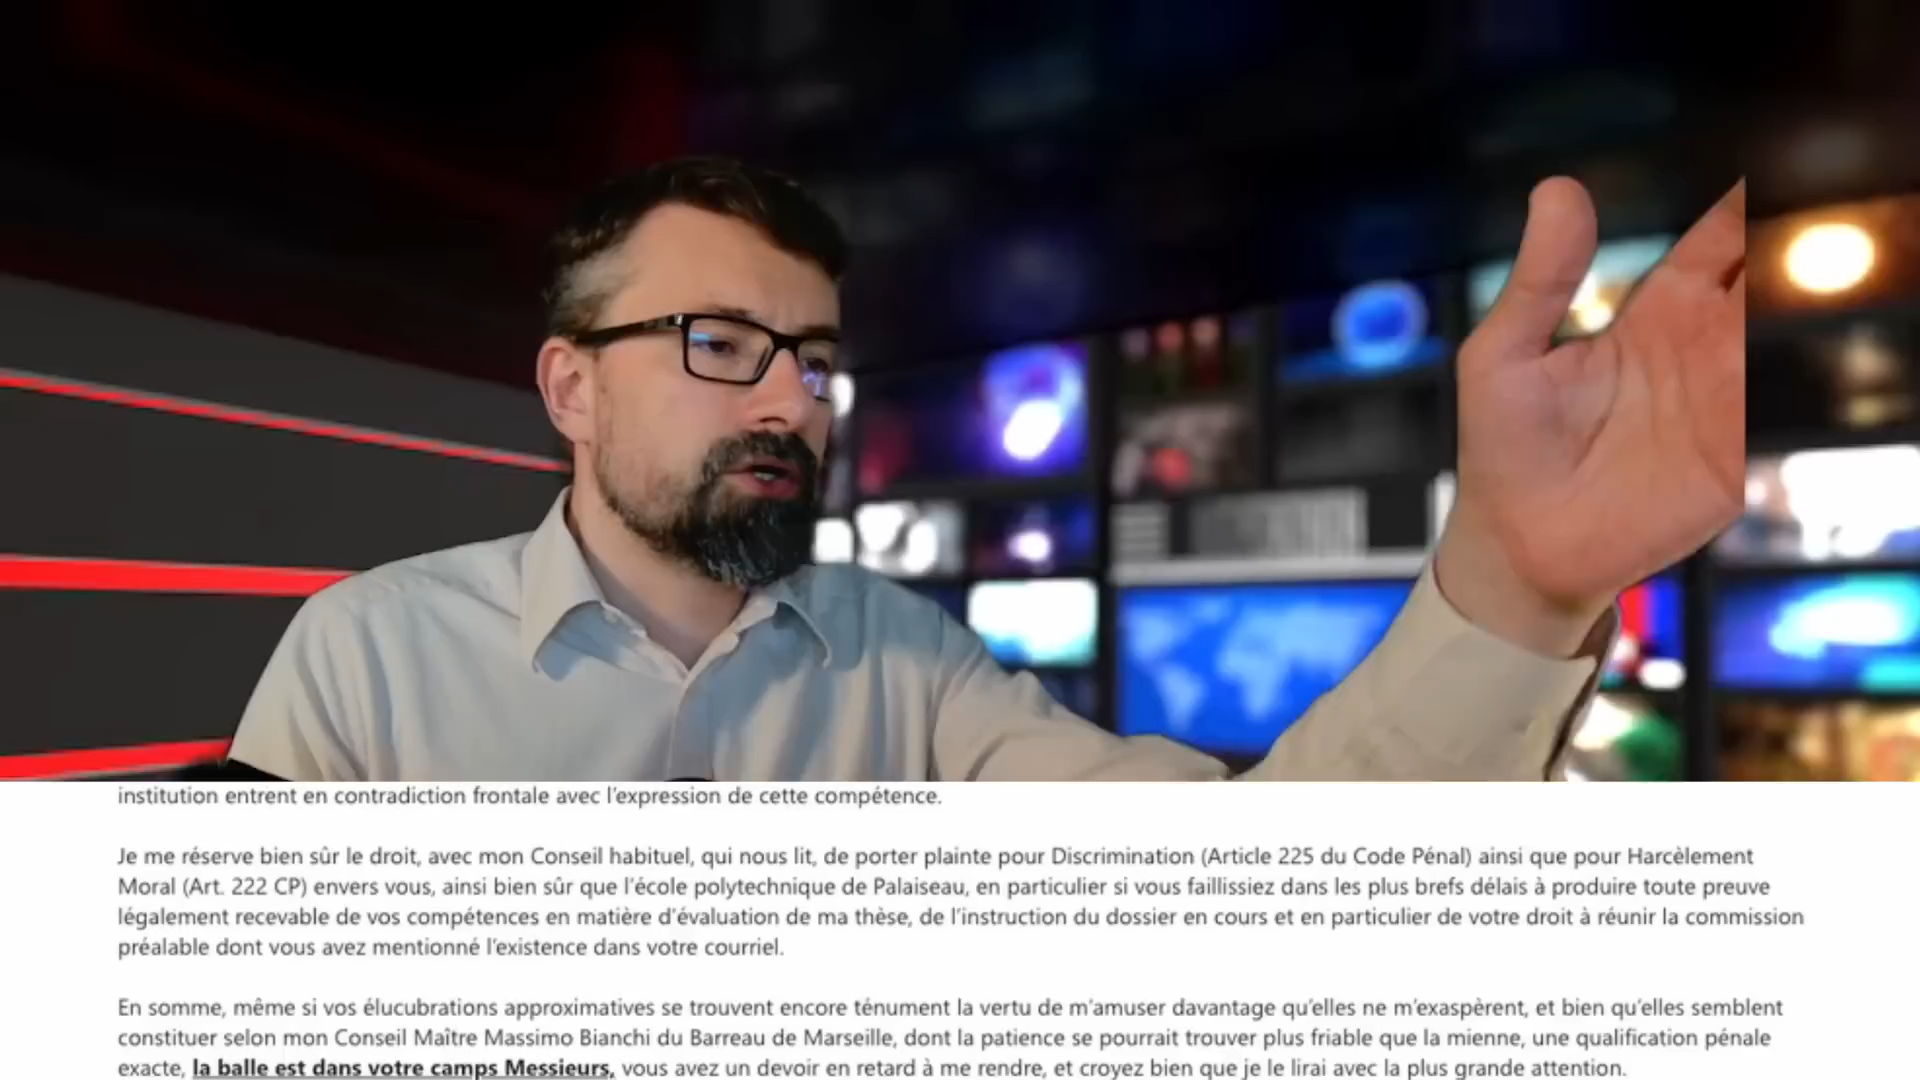 institution entrent en contradiction frontale avec l'expression de cette compétence.
Je me réserve bien sûr le droit, avec mon Conseil habituel, qui nous lit, de porter plainte pour Discrimination (Article 225 du Code Pénal) ainsi que pour Harcèlement
Moral (Art. 222 CP) envers vous, ainsi bien sûr que l'école polytechnique de Palaiseau, en particulier si vous faillissiez dans les plus brefs délais à produire toute preuve
légalement recevable de vos compétences en matière d'évaluation de ma thèse, de l'instruction du dossier en cours et en particulier de votre droit à réunir la commission
préalable dont vous avez mentionné l'existence dans votre courriel.
En somme, même si vos élucubrations approximatives se trouvent encore ténument la vertu de m'amuser davantage qu'elles ne m'exaspèrent, et bien qu'elles semblent
constituer selon mon Conseil Maître Massimo Bianchi du Barreau de Marseille, dont la patience se pourrait trouver plus friable que la mienne, une qualification pénale
exacte, la balle est dans votre camps Messieurs, vous avez un devoir en retard à me rendre, et croyez bien que je le lirai avec la plus grande attention.